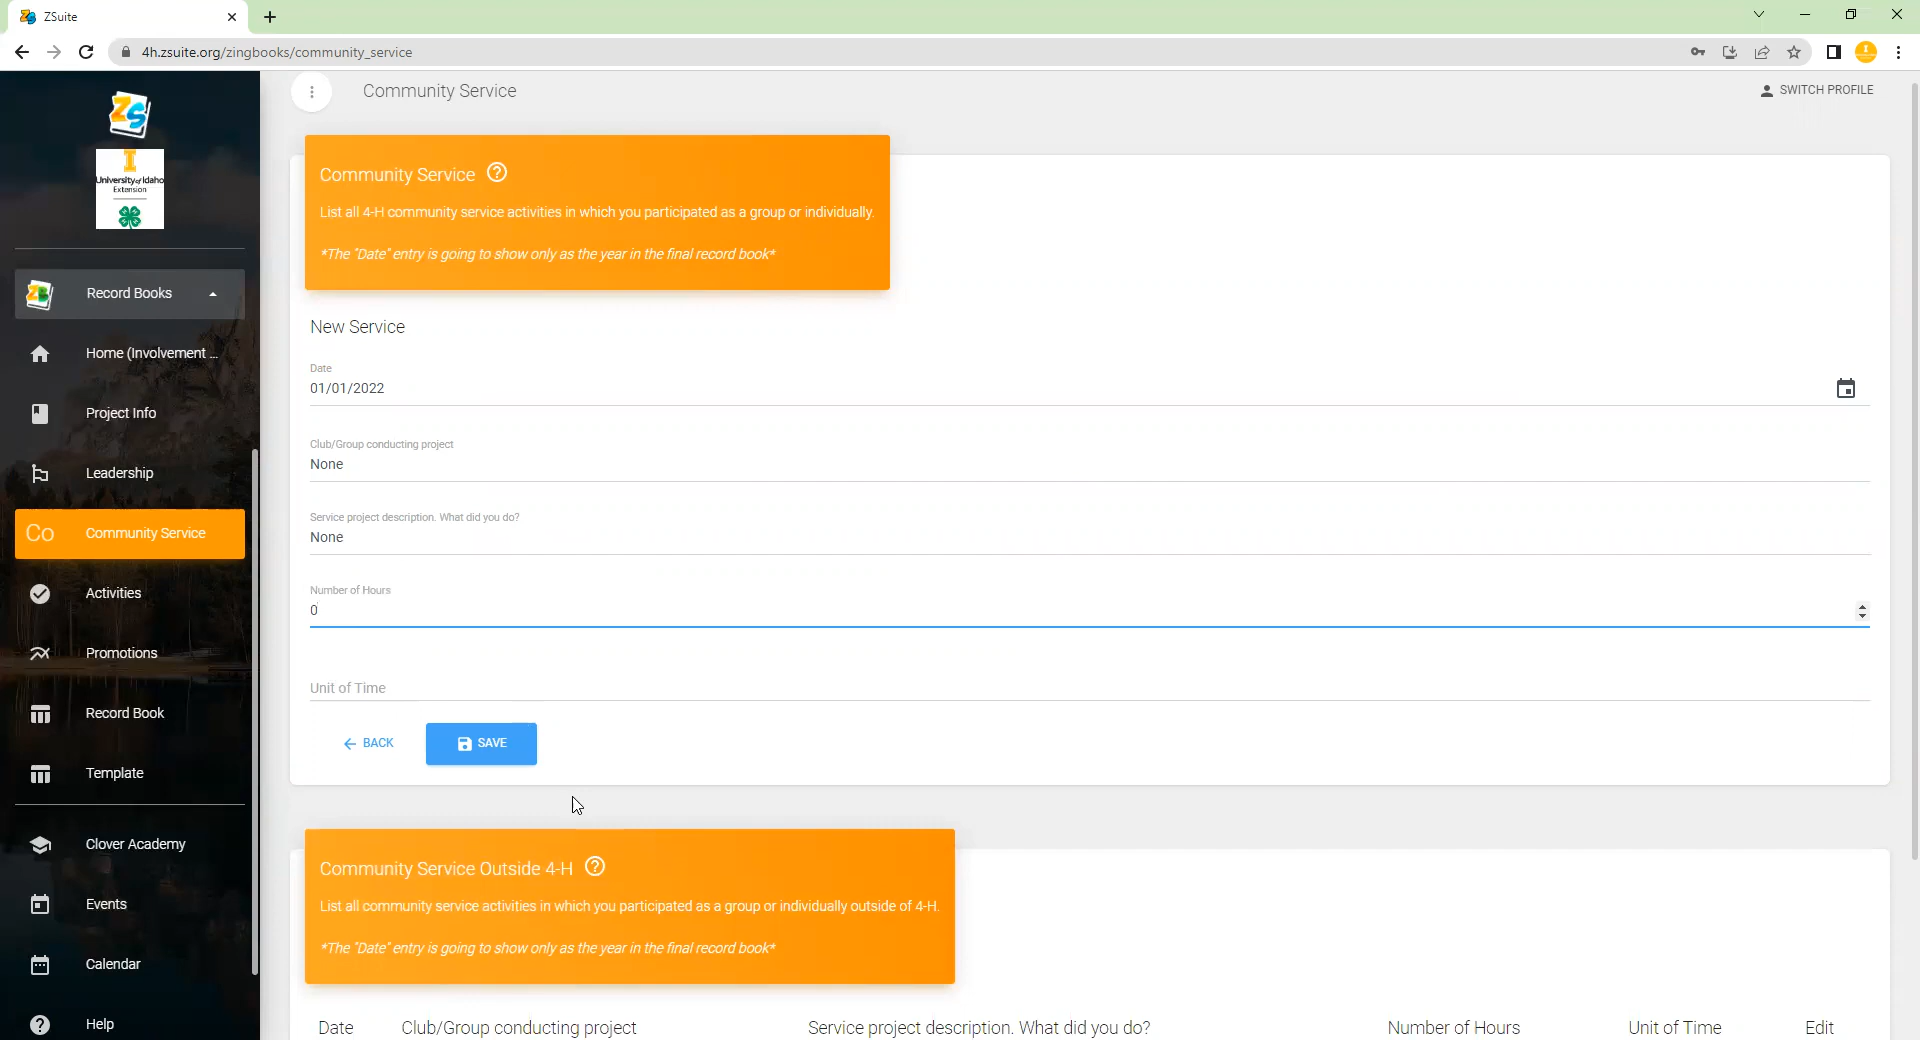 ZSuite
4h.zsuite.org/zingbooks/community_service
University of Idaho
Extension
Record Books
Home (Involvement ...
Project Info
Leadership
Co Community Service
Activities
Promotions
Record Book
Template
Clover Academy
Events
Calendar
Help
Community Service
SWITCH PROFILE
Community Service
List all 4-H community service activities in which you participated as a group or individually.
*The "Date" entry is going to show only as the year in the final record book*
New Service
Date
01/01/2022
Club/Group conducting project
None
Service project description. What did you do?
None
Number of Hours
0
Unit of Time
BACK
SAVE
Community Service Outside 4-H
List all community service activities in which you participated as a group or individually outside of 4-H.
*The "Date" entry is going to show only as the year in the final record book*
Date Club/Group conducting project Service project description. What did you do? Number of Hours Unit of Time Edit